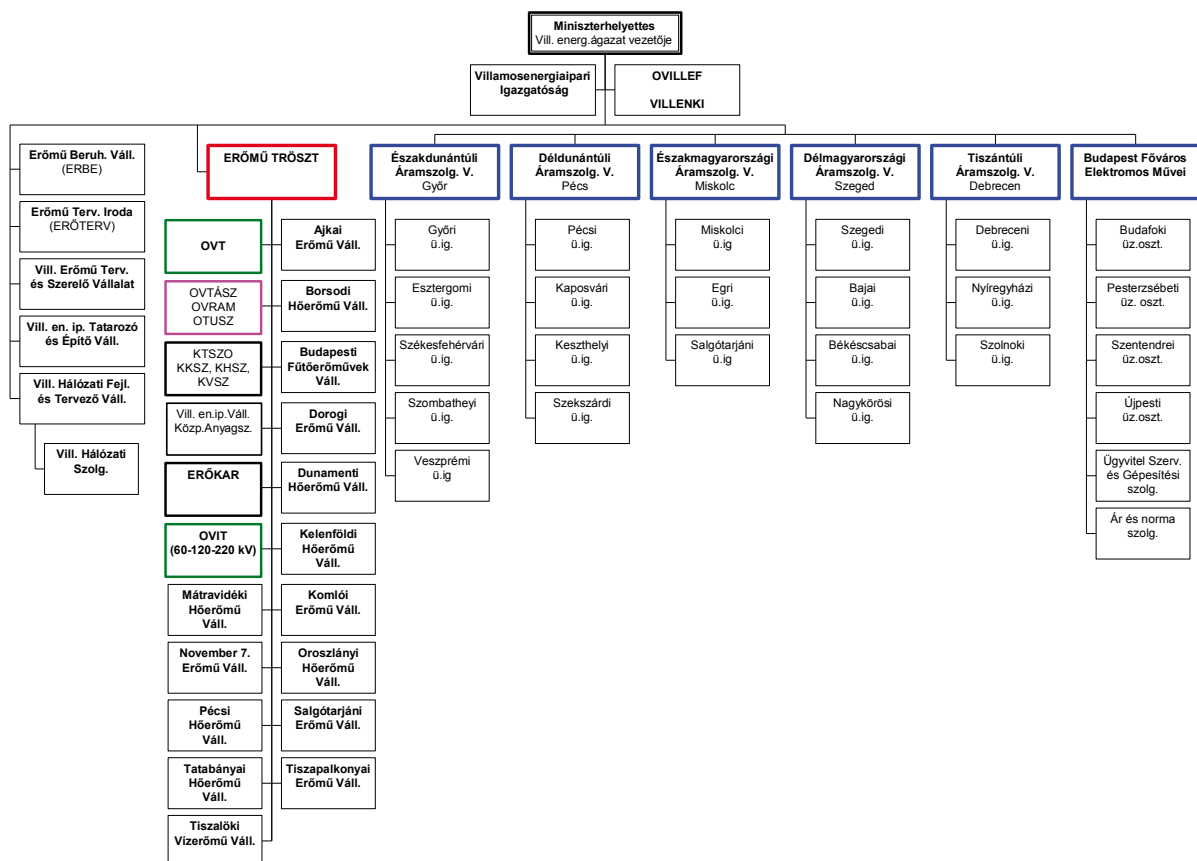 Miniszterhelyettes
Vill. energ.ágazat vezetője
Villamosenergiaipari
Igazgatóság
OVILLEF
VILLENKI
Erőmű Beruh. Váll.
(ERBE)
Erőmű Terv. Iroda
(ERŐTERV)
Vill. Erőmű Terv.
és Szerelő Vállalat
Vill. en. ip. Tatarozó
és Építő Váll.
Vill. Hálózati Fejl.
és Tervező Váll.
Vill. Hálózati
Szolg.
ERŐMŰ TRÖSZT
OVT
Ajkai
Erőmű Váll.
OVTÁSZ
OVRAM
OTUSZ
Borsodi
Hőerőmű Váll.
KTSZO
KKSZ, KHSZ,
KVSZ
Budapesti
Fűtőerőművek
Váll.
Vill. en.ip.Váll.
Közp.Anyagsz.
Dorogi
Erőmű Váll.
ERŐKAR
Dunamenti
Hőerőmű Váll.
OVIT
(60-120-220 kV)
Kelenföldi
Hőerőmű
Váll.
Mátravidéki
Hőerőmű
Váll.
Komlói
Erőmű Váll.
November 7.
Erőmű Váll.
Oroszlányi
Hőerőmű
Váll.
Pécsi
Hőerőmű
Váll.
Salgótarjáni
Erőmű Váll.
Tatabányai
Hőerőmű
Váll.
Tiszapalkonyai
Erőmű Váll.
Tiszalöki
Vízerőmű Váll.
Északdunántúli
Áramszolg. V.
Győr
Győri
ü.ig.
Esztergomi
ü.ig.
Székesfehérvári
ü.ig.
Szombatheyi
ü.ig.
Veszprémi
ü.ig
Déldunántúli
Áramszolg. V.
Pécs
Pécsi
ü.ig.
Kaposvári
ü.ig.
Keszthelyi
ü.ig.
Szekszárdi
ü.ig.
Északmagyarországi
Áramszolg. V.
Miskolc
Miskolci
ü.ig
Egri
ü.ig.
Salgótarjáni
ü.ig
Délmagyarországi
Áramszolg. V.
Szeged
Szegedi
ü.ig.
Bajai
ü.ig.
Békéscsabai
ü.ig.
Nagykörösi
ü.ig.
Tiszántúli
Áramszolg. V.
Debrecen
Debreceni
ü.ig.
Nyíregyházi
ü.ig.
Szolnoki
ü.ig.
Budapest Főváros
Elektromos Művei
Budafoki
üz.oszt.
Pesterzsébeti
üz. oszt.
Szentendrei
üz.oszt.
Újpesti
üz.oszt.
Ügyvitel Szerv.
és Gépesítési
szolg.
Ár és norma
szolg.